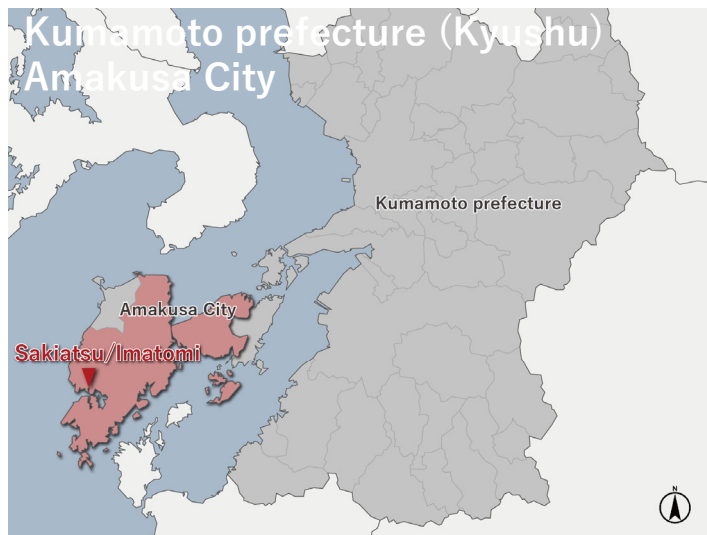 Kumamoto prefecture (Kyushu)
Amakusa City
Kumamoto prefecture
Amakusa City
Sakiatsu/Imatomi
N